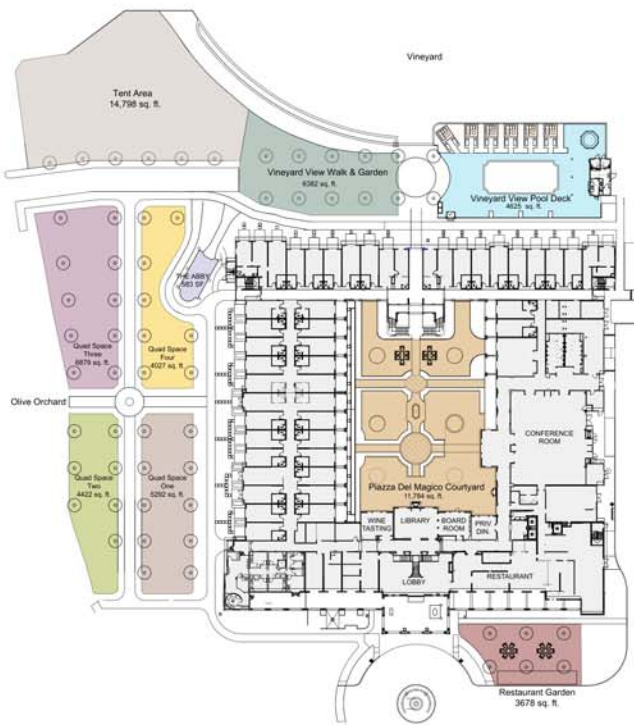 Vineyard
Tent Area
14,798 sq. ft.
Vineyard View Walk & Garden
6382 sq. ft.
Vineyard View Pool Deck
4625 sq. ft.
THE ABBY
583 SF
Quad Space
Three
6879 sq. ft.
Quad Space
Four
4027 sq. ft.
Olive Orchard
CONFERENCE
ROOM
Quad Space
Two
4422 sq. ft.
Quad Space
One
5292 sq. ft.
Piazza Del Magico Courtyard
11,784 sq. ft.
WINE
TASTING
LIBRARY
BOARD
ROOM
PRIV.
DIN.
LOBBY
RESTAURANT
Restaurant Garden
3678 sq. ft.